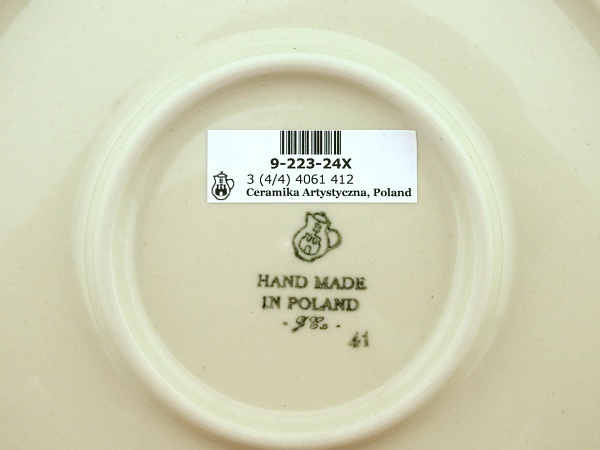 9-223-24X
3 (4/4) 4061 412
Ceramika Artystyczna, Poland
HAND MADE
IN POLAND
41